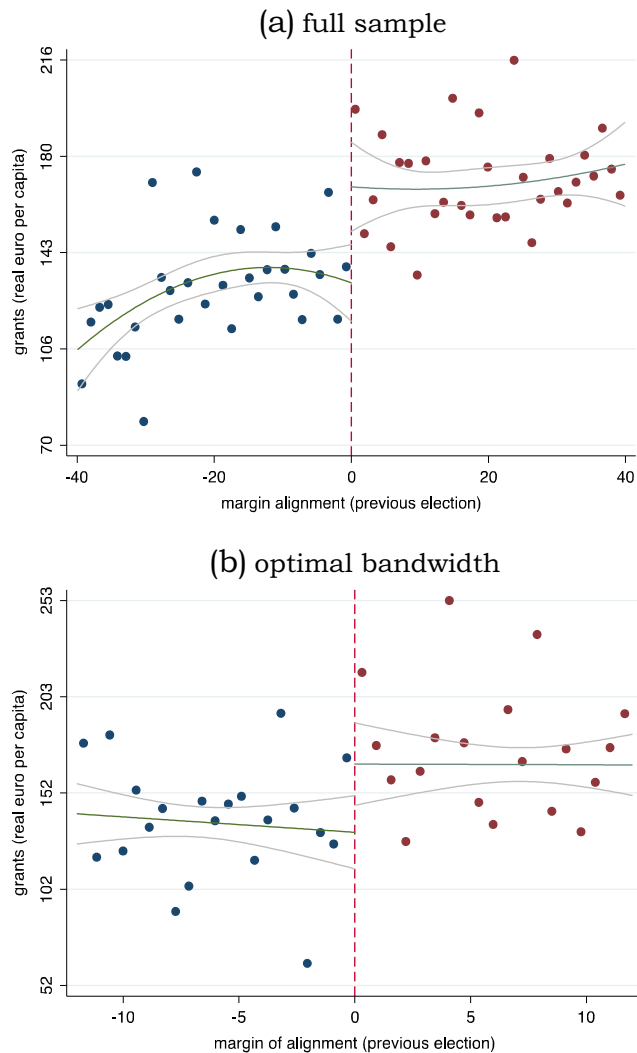 (a) full sample
216
180
143
106
70
grants (real euro per capita)
-40 -20 0 20 40
margin alignment (previous election)
(b) optimal bandwidth
253
203
152
102
52
grants (real euro per capita)
-10 -5 0 5 10
margin of alignment (previous election)